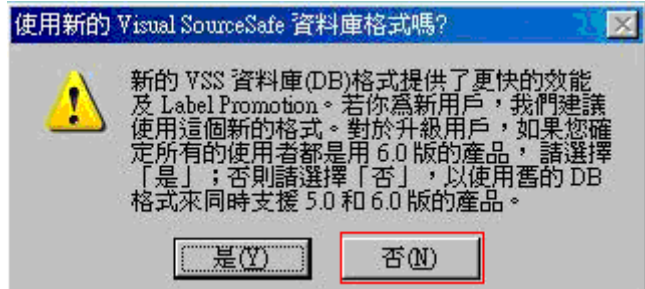 使用新的 Visual SourceSafe 資料庫格式嗎?
新的 VSS 資料庫(DB)格式提供了更快的效能
及 Label Promotion。若你為新用戶,我們建議
使用這個新的格式。對於升級用戶,如果您確
定所有的使用者都是用 6.0 版的產品, 請選擇
「是」;否則請選擇「否」,以使用舊的 DB
格式來同時支援 5.0 和 6.0 版的產品。
是(Y) 否(N)